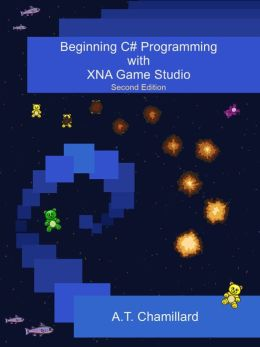 Beginning C# Programming
with
XNA Game Studio
Second Edition
A.T. Chamillard